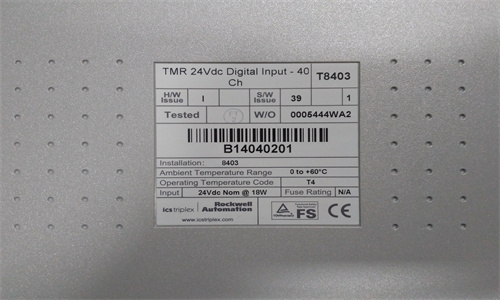 TMR 24Vdc Digital Input - 40 Ch T8403
H/W Issue I S/W Issue 39 1
Tested W/O 0005444WA2
B14040201
Installation: 8403
Ambient Temperature Range 0 to +60°C
Operating Temperature Code T4
Input 24Vdc Nom @ 18W Fuse Rating N/A
icstriplex Rockwell Automation
www.icstriplex.com
FS CE